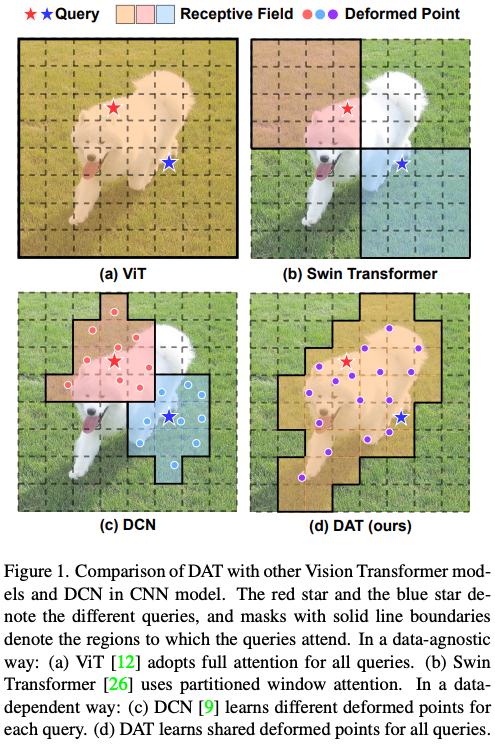 Query Receptive Field Deformed Point
(a) ViT
(b) Swin Transformer
(c) DCN
(d) DAT (ours)
Figure 1. Comparison of DAT with other Vision Transformer mod-
els and DCN in CNN model. The red star and the blue star de-
note the different queries, and masks with solid line boundaries
denote the regions to which the queries attend. In a data-agnostic
way: (a) ViT [12] adopts full attention for all queries. (b) Swin
Transformer [26] uses partitioned window attention. In a data-
dependent way: (c) DCN [9] learns different deformed points for
each query. (d) DAT learns shared deformed points for all queries.